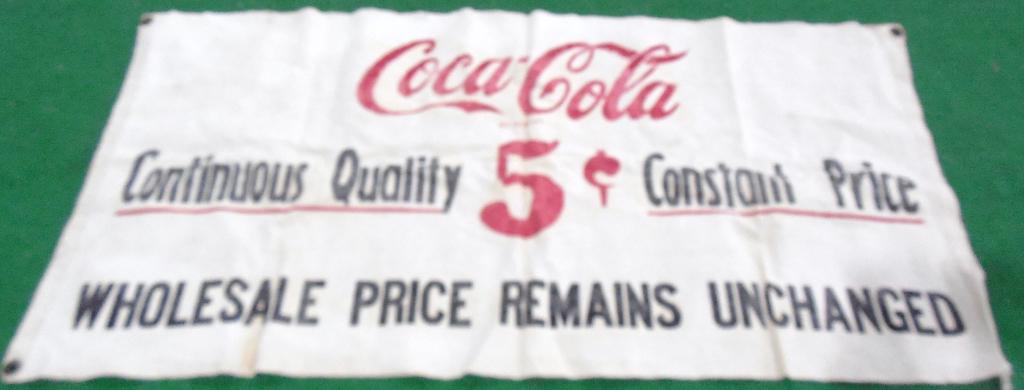 Coca-Cola
Continuous Quality 5¢ Constant Price
WHOLESALE PRICE REMAINS UNCHANGED